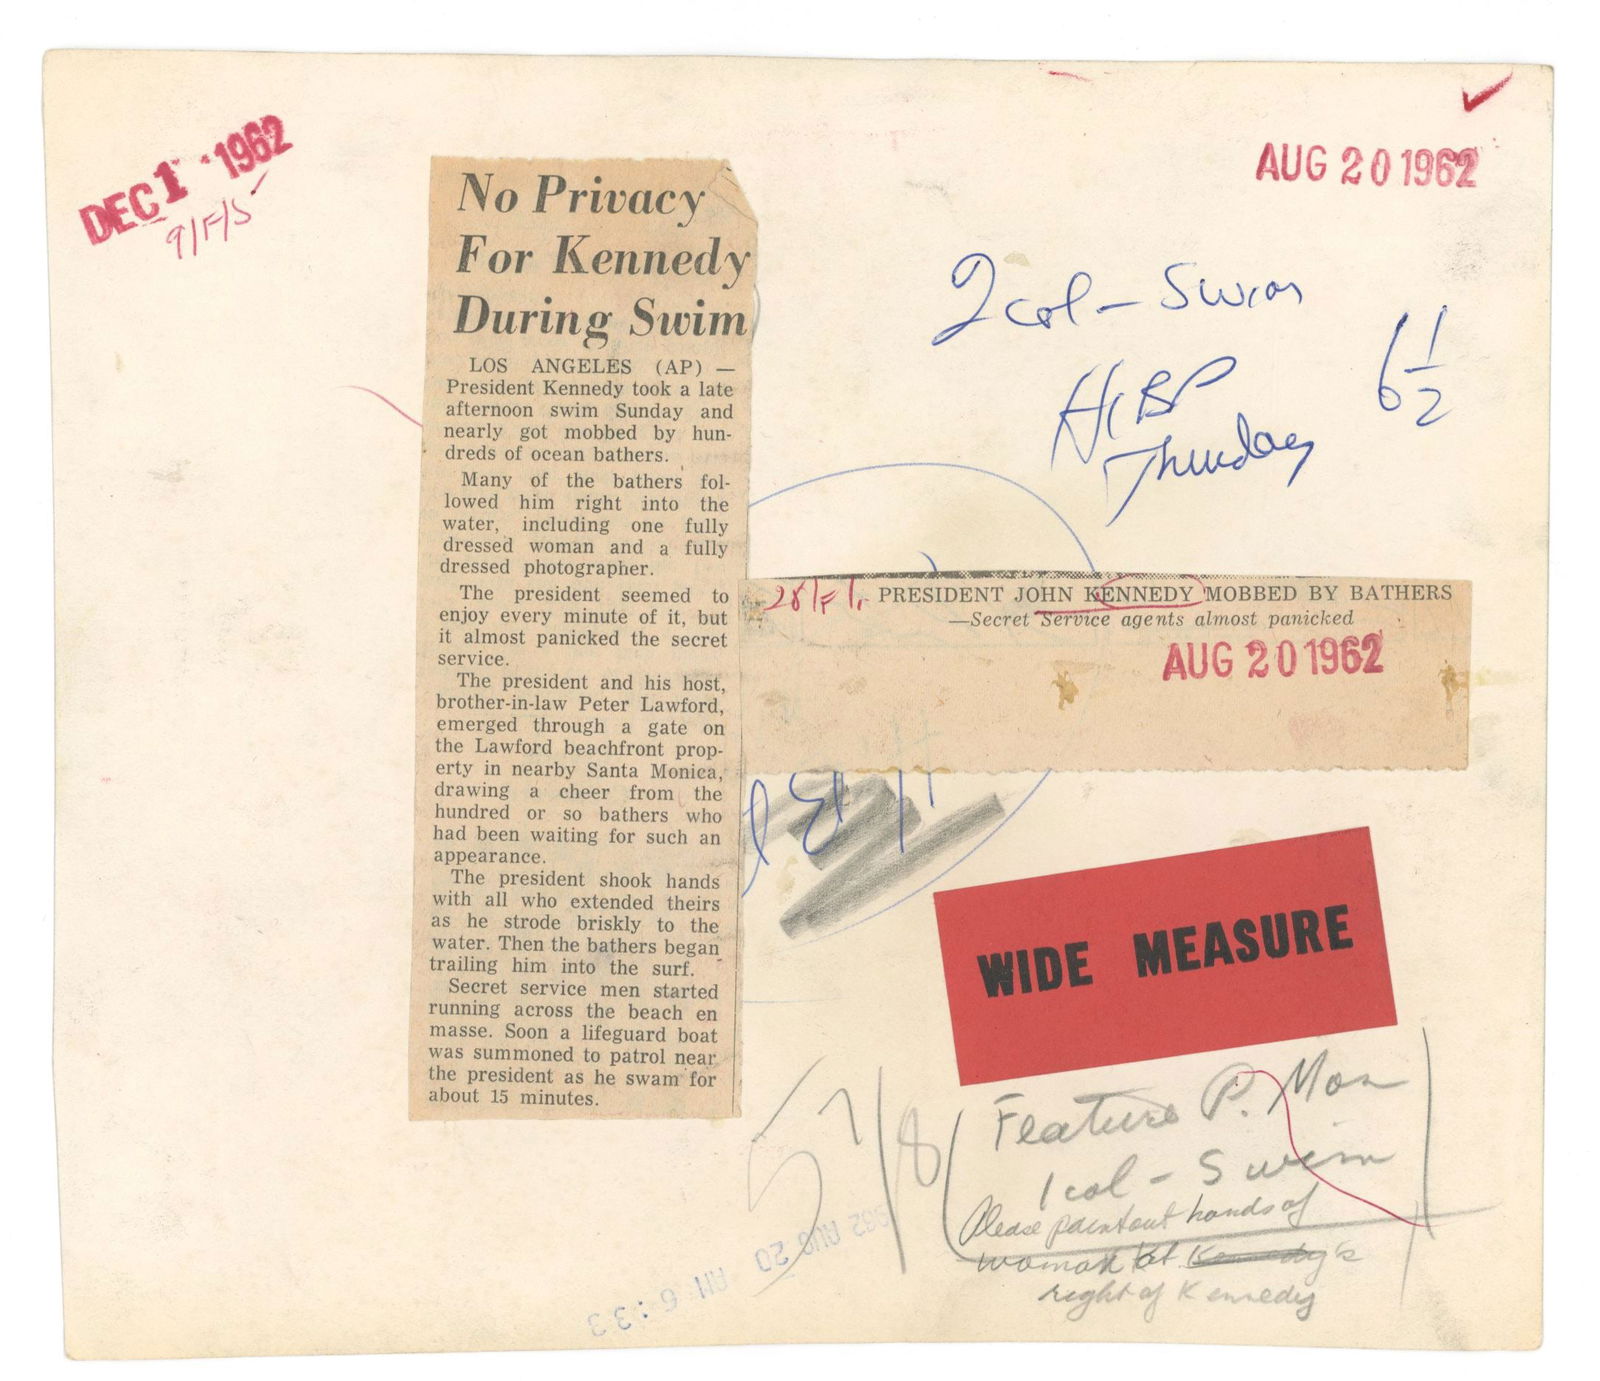 DEC 1 1962
9/F/S
AUG 20 1962
No Privacy
For Kennedy
During Swim
LOS ANGELES (AP) —
President Kennedy took a late
afternoon swim Sunday and
nearly got mobbed by hun-
dreds of ocean bathers.
Many of the bathers fol-
lowed him right into the
water, including one fully
dressed woman and a fully
dressed photographer.
The president seemed to
enjoy every minute of it, but
it almost panicked the secret
service.
The president and his host,
brother-in-law Peter Lawford,
emerged through a gate on
the Lawford beachfront prop-
erty in nearby Santa Monica,
drawing a cheer from the
hundred or so bathers who
had been waiting for such an
appearance.
The president shook hands
with all who extended theirs
as he strode briskly to the
water. Then the bathers began
trailing him into the surf.
Secret service men started
running across the beach en
masse. Soon a lifeguard boat
was summoned to patrol near
the president as he swam for
about 15 minutes.
2 col - Swim
6 1/2
Thursday
PRESIDENT JOHN KENNEDY MOBBED BY BATHERS
—Secret Service agents almost panicked
AUG 20 1962
WIDE MEASURE
57/8
Feature P. Mon
1 col - Swim
Please paintout hands of
woman at Kennedy's
right of Kennedy
1962 AUG 20 AM 6:33